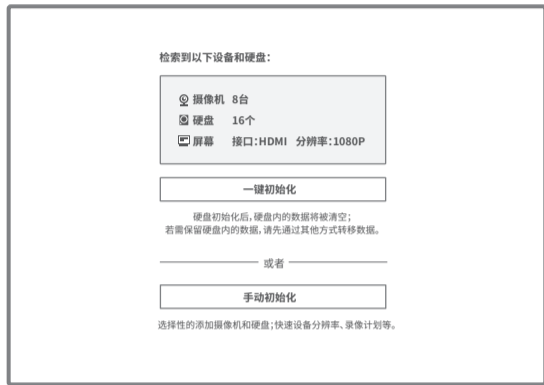 检索到以下设备和硬盘：
摄像机 8台
硬盘 16个
屏幕 接口：HDMI 分辨率：1080P
一键初始化
硬盘初始化后，硬盘内的数据将被清空；
若需保留硬盘内的数据，请先通过其他方式转移数据。
或者
手动初始化
选择性的添加摄像机和硬盘；快速设备分辨率、录像计划等。